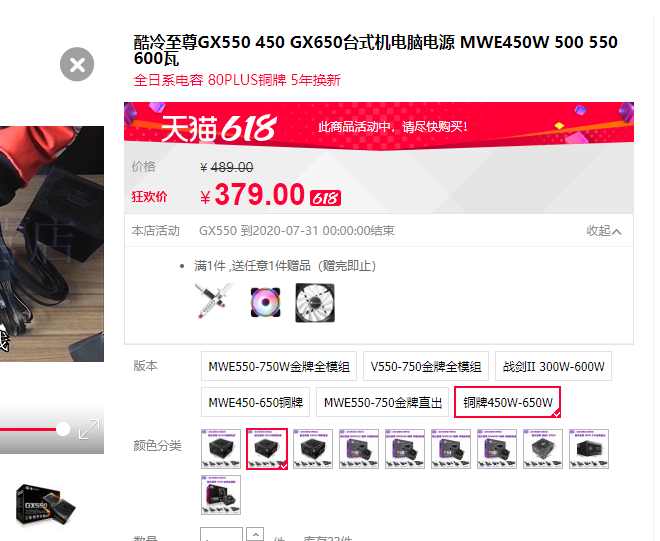 酷冷至尊GX550 450 GX650台式机电脑电源 MWE450W 500 550
600瓦
全日系电容 80PLUS铜牌 5年换新
天猫618
此商品活动中，请尽快购买！
价格
¥ 489.00
狂欢价
¥ 379.00 618
本店活动
GX550 到2020-07-31 00:00:00结束
收起
满1件 ,送任意1件赠品（赠完即止）
版本
MWE550-750W金牌全模组
V550-750金牌全模组
战剑II 300W-600W
MWE450-650铜牌
MWE550-750金牌直出
铜牌450W-650W
颜色分类
GX550
数量
件
库存22件